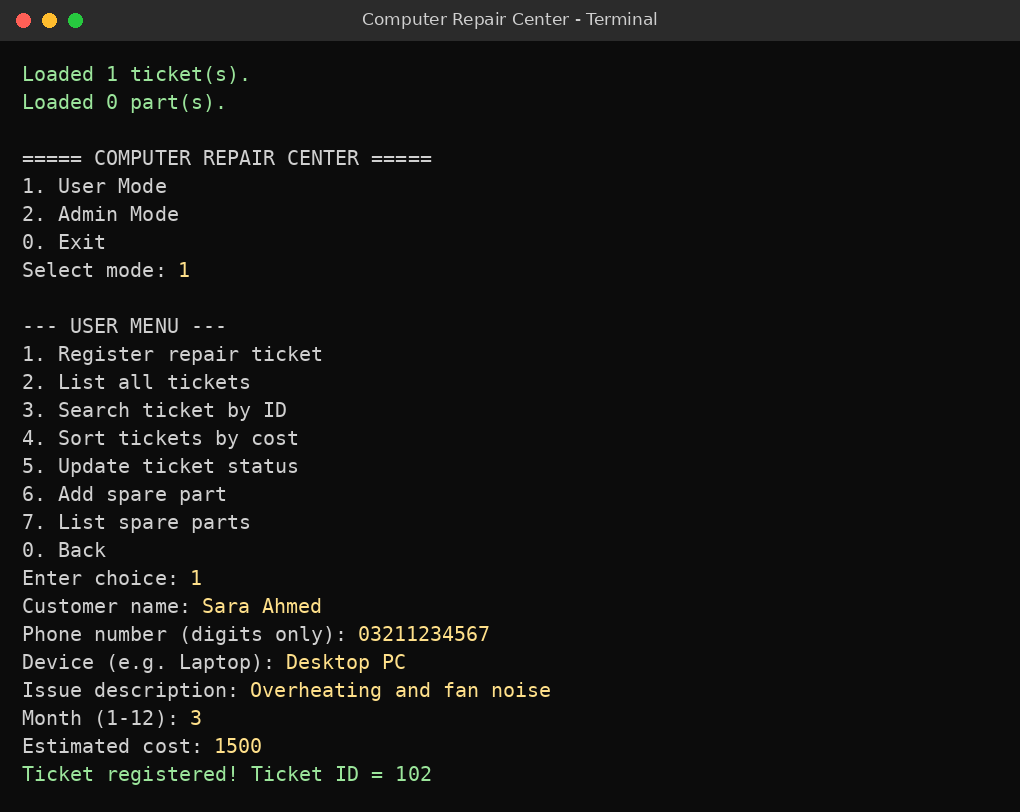 Computer Repair Center - Terminal
Loaded 1 ticket(s).
Loaded 0 part(s).
===== COMPUTER REPAIR CENTER =====
1. User Mode
2. Admin Mode
0. Exit
Select mode: 1
--- USER MENU ---
1. Register repair ticket
2. List all tickets
3. Search ticket by ID
4. Sort tickets by cost
5. Update ticket status
6. Add spare part
7. List spare parts
0. Back
Enter choice: 1
Customer name: Sara Ahmed
Phone number (digits only): 03211234567
Device (e.g. Laptop): Desktop PC
Issue description: Overheating and fan noise
Month (1-12): 3
Estimated cost: 1500
Ticket registered! Ticket ID = 102